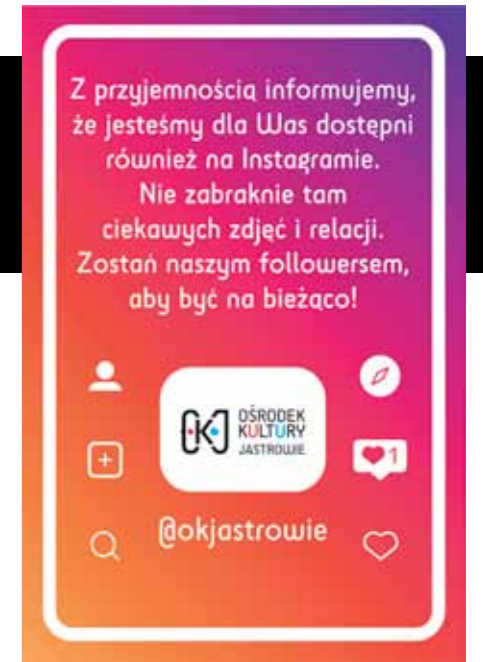 Z przyjemnością informujemy,
że jesteśmy dla Was dostępni
również na Instagramie.
Nie zabraknie tam
ciekawych zdjęć i relacji.
Zostań naszym followersem,
aby być na bieżąco!
1
OŚRODEK
KULTURY
JASTROWIE
@okjastrowie